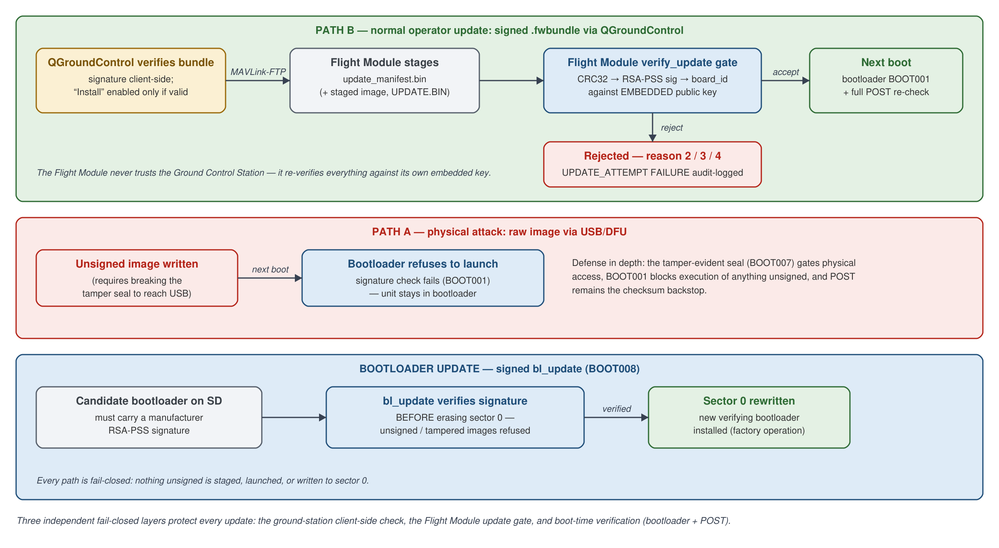 PATH B — normal operator update: signed .fwbundle via QGroundControl
QGroundControl verifies bundle
signature client-side;
“Install” enabled only if valid
MAVLink-FTP
Flight Module stages
update_manifest.bin
(+ staged image, UPDATE.BIN)
Flight Module verify_update gate
CRC32 → RSA-PSS sig → board_id
against EMBEDDED public key
accept
Next boot
bootloader BOOT001
+ full POST re-check
reject
Rejected — reason 2 / 3 / 4
UPDATE_ATTEMPT FAILURE audit-logged
The Flight Module never trusts the Ground Control Station — it re-verifies everything against its own embedded key.
PATH A — physical attack: raw image via USB/DFU
Unsigned image written
(requires breaking the
tamper seal to reach USB)
next boot
Bootloader refuses to launch
signature check fails (BOOT001)
— unit stays in bootloader
Defense in depth: the tamper-evident seal (BOOT007) gates physical
access, BOOT001 blocks execution of anything unsigned, and POST
remains the checksum backstop.
BOOTLOADER UPDATE — signed bl_update (BOOT008)
Candidate bootloader on SD
must carry a manufacturer
RSA-PSS signature
bl_update verifies signature
BEFORE erasing sector 0 —
unsigned / tampered images refused
verified
Sector 0 rewritten
new verifying bootloader
installed (factory operation)
Every path is fail-closed: nothing unsigned is staged, launched, or written to sector 0.
Three independent fail-closed layers protect every update: the ground-station client-side check, the Flight Module update gate, and boot-time verification (bootloader + POST).